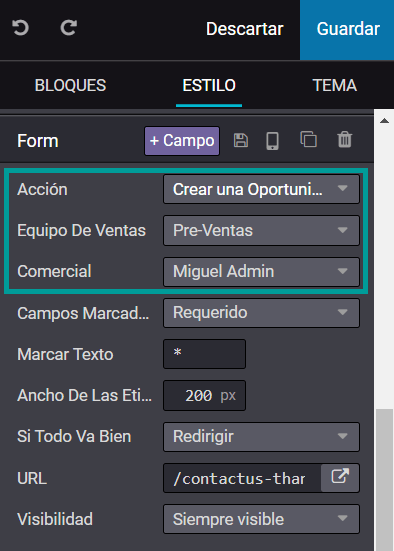 Descartar Guardar
BLOQUES ESTILO TEMA
Form + Campo
Acción Crear una Oportuni...
Equipo De Ventas Pre-Ventas
Comercial Miguel Admin
Campos Marcad... Requerido
Marcar Texto *
Ancho De Las Eti... 200 px
Si Todo Va Bien Redirigir
URL /contactus-thar
Visibilidad Siempre visible